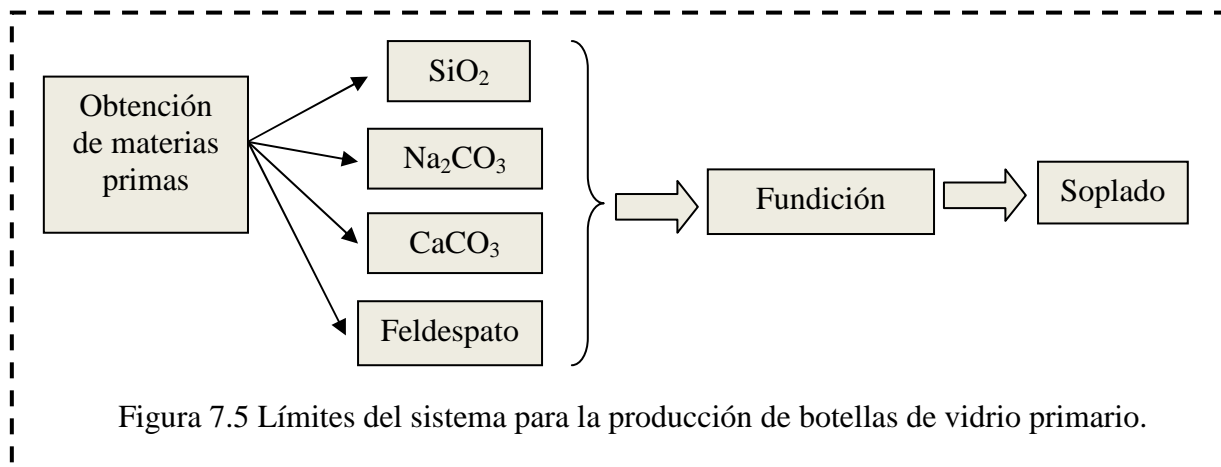 Obtención
de materias
primas
SiO₂
Na₂CO₃
CaCO₃
Feldespato
Fundición
Soplado
Figura 7.5 Límites del sistema para la producción de botellas de vidrio primario.